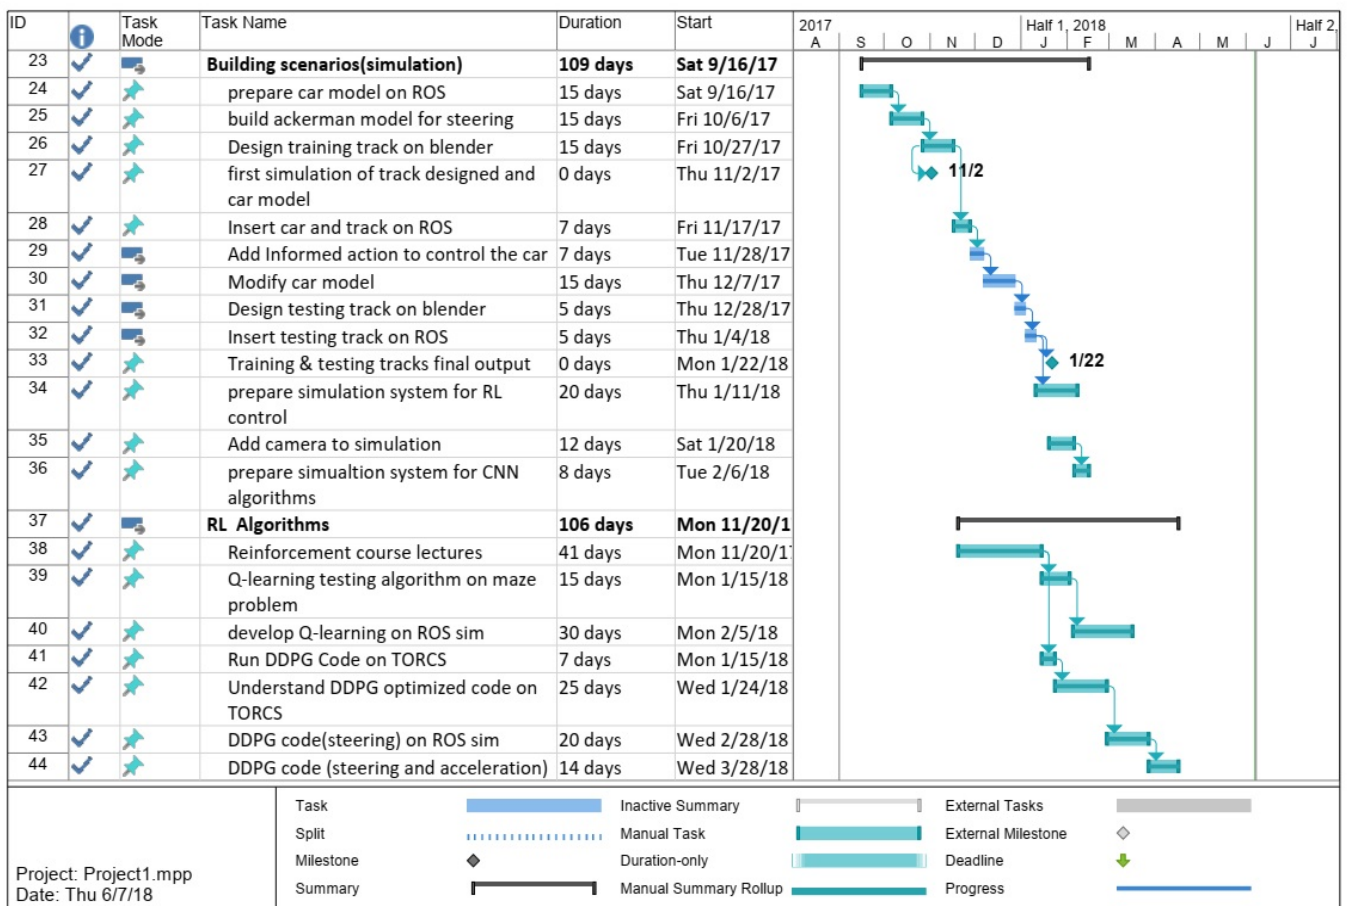 ID Task Mode Task Name Duration Start 2017 Half 1, 2018 Half 2,
A S O N D J F M A M J J
23 Building scenarios(simulation) 109 days Sat 9/16/17
24 prepare car model on ROS 15 days Sat 9/16/17
25 build ackerman model for steering 15 days Fri 10/6/17
26 Design training track on blender 15 days Fri 10/27/17
27 first simulation of track designed and 0 days Thu 11/2/17 11/2
car model
28 Insert car and track on ROS 7 days Fri 11/17/17
29 Add Informed action to control the car 7 days Tue 11/28/17
30 Modify car model 15 days Thu 12/7/17
31 Design testing track on blender 5 days Thu 12/28/17
32 Insert testing track on ROS 5 days Thu 1/4/18
33 Training & testing tracks final output 0 days Mon 1/22/18 1/22
34 prepare simulation system for RL 20 days Thu 1/11/18
control
35 Add camera to simulation 12 days Sat 1/20/18
36 prepare simualtion system for CNN 8 days Tue 2/6/18
algorithms
37 RL Algorithms 106 days Mon 11/20/1
38 Reinforcement course lectures 41 days Mon 11/20/17
39 Q-learning testing algorithm on maze 15 days Mon 1/15/18
problem
40 develop Q-learning on ROS sim 30 days Mon 2/5/18
41 Run DDPG Code on TORCS 7 days Mon 1/15/18
42 Understand DDPG optimized code on 25 days Wed 1/24/18
TORCS
43 DDPG code(steering) on ROS sim 20 days Wed 2/28/18
44 DDPG code (steering and acceleration) 14 days Wed 3/28/18
Project: Project1.mpp
Date: Thu 6/7/18
Task Inactive Summary External Tasks
Split Manual Task External Milestone
Milestone Duration-only Deadline
Summary Manual Summary Rollup Progress